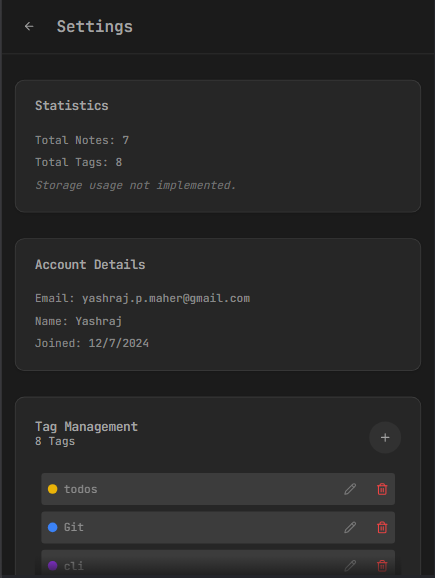 Settings
Statistics
Total Notes: 7
Total Tags: 8
Storage usage not implemented.
Account Details
Email: yashraj.p.maher@gmail.com
Name: Yashraj
Joined: 12/7/2024
Tag Management
8 Tags
todos
Git
cli